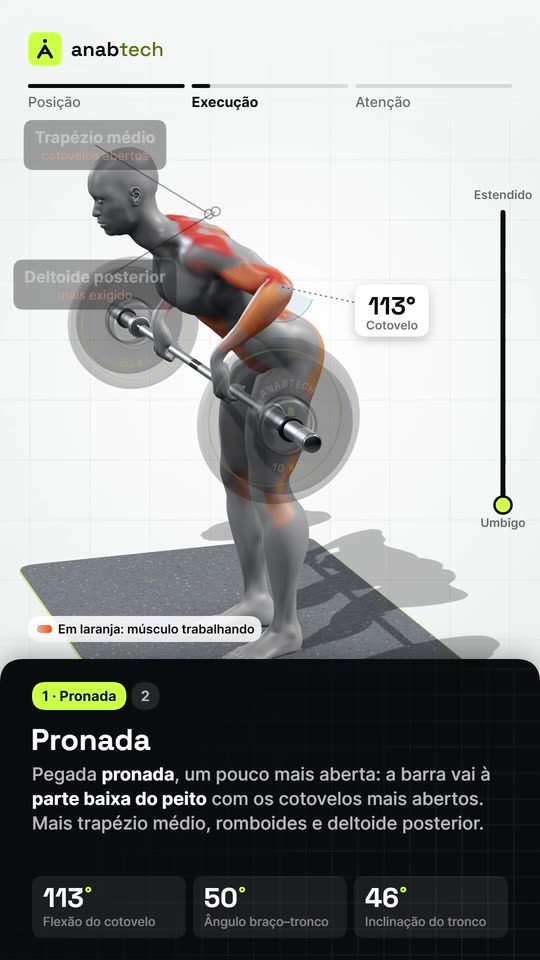 anabtech
Posição
Execução
Atenção
Trapézio médio
cotovelos abertos
Estendido
Deltoide posterior
mais exigido
113°
Cotovelo
ANABTECH
10 K
Umbigo
Em laranja: músculo trabalhando
1 · Pronada
2
Pronada
Pegada pronada, um pouco mais aberta: a barra vai à
parte baixa do peito com os cotovelos mais abertos.
Mais trapézio médio, romboides e deltoide posterior.
113°
50°
46°
Flexão do cotovelo
Ângulo braço–tronco
Inclinação do tronco